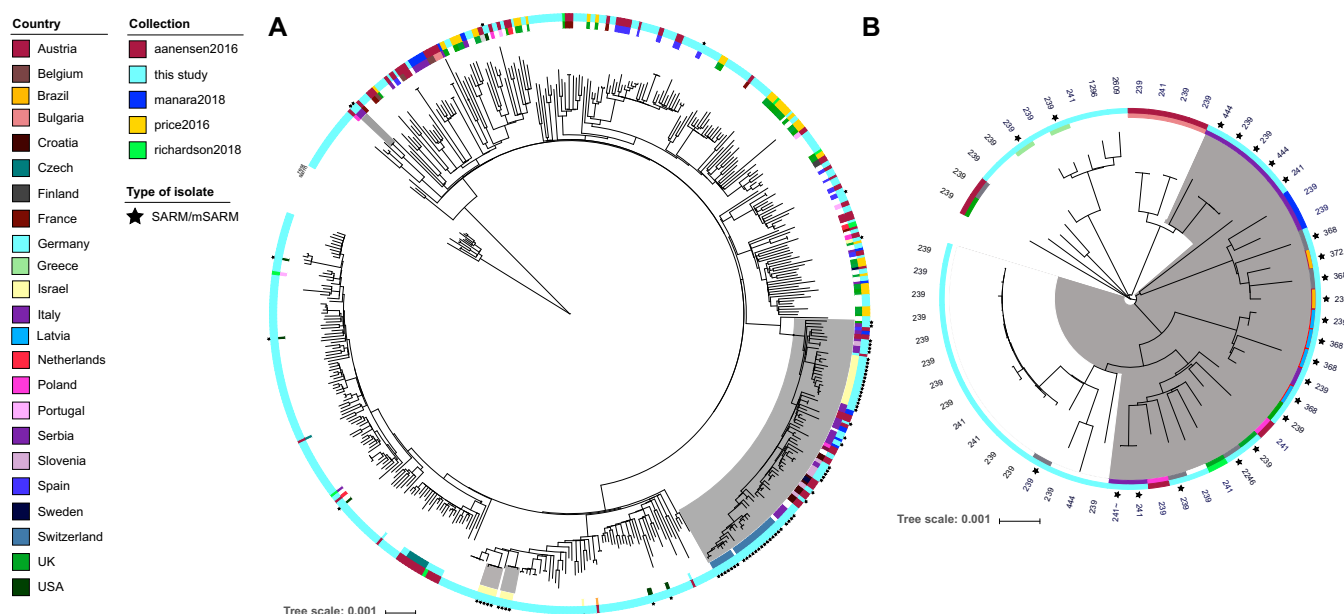 Country
Austria
Belgium
Brazil
Bulgaria
Croatia
Czech
Finland
France
Germany
Greece
Israel
Italy
Latvia
Netherlands
Poland
Portugal
Serbia
Slovenia
Spain
Sweden
Switzerland
UK
USA
Collection
aanensen2016
this study
manara2018
price2016
richardson2018
Type of isolate
SARM/mSARM
A
Tree scale: 0.001
B
239
239
239
239
239
241
1296
2609
239
241
239
239
444
239
239
444
241
239
239
368
372
239
368
368
239
368
239
241
239
2246
241
239
239
239
241
241~
239
444
239
239
239
241
241
239
239
239
239
239
239
239
239
Tree scale: 0.001